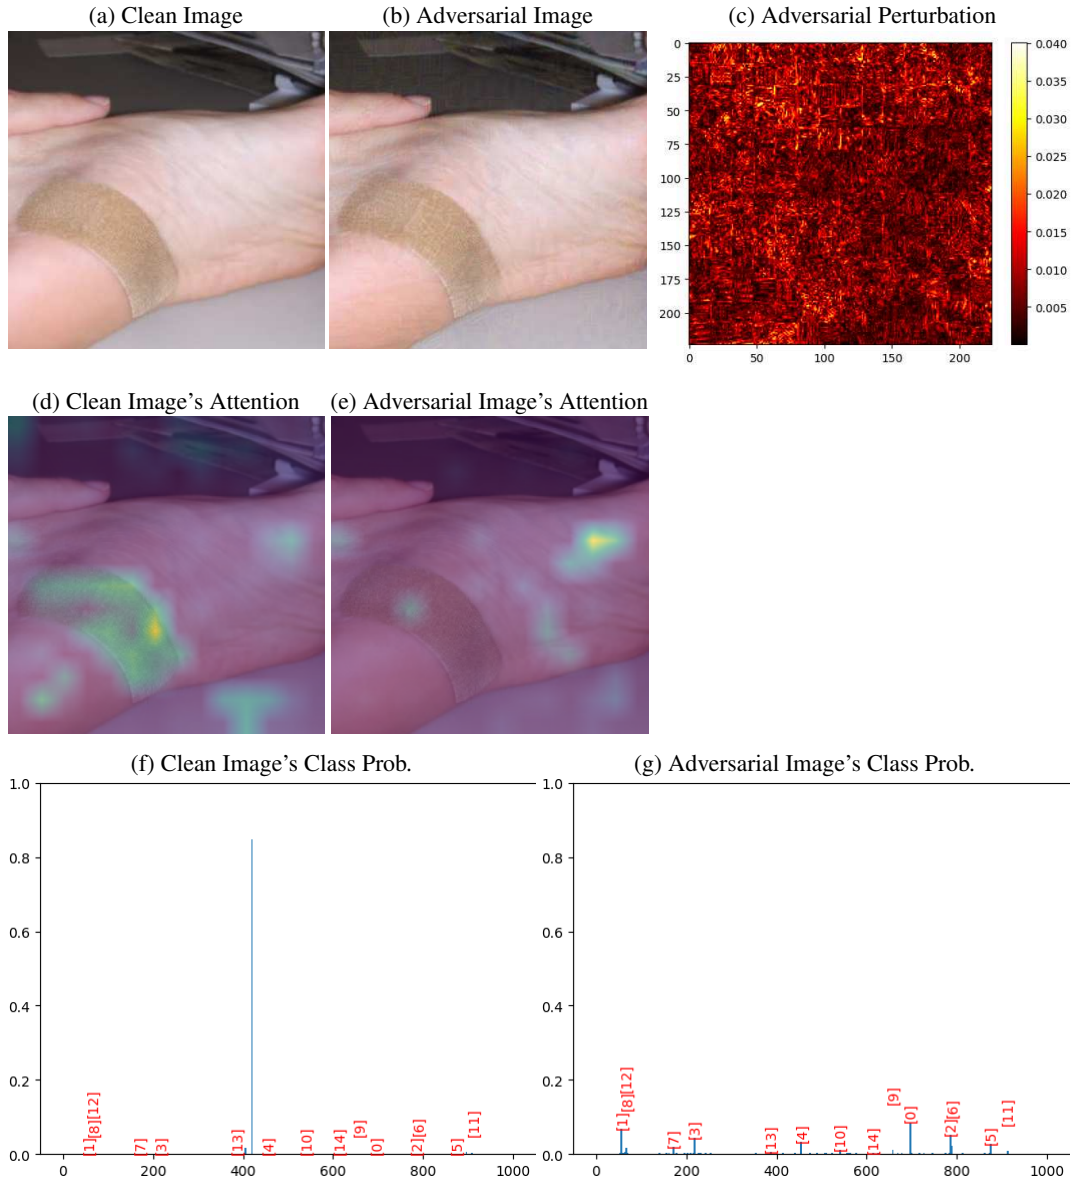 (a) Clean Image
(b) Adversarial Image
(c) Adversarial Perturbation
0
25
50
75
100
125
150
175
200
0 50 100 150 200
0.040
0.035
0.030
0.025
0.020
0.015
0.010
0.005
(d) Clean Image's Attention
(e) Adversarial Image's Attention
(f) Clean Image's Class Prob.
1.0
0.8
0.6
0.4
0.2
0.0
[1] [8] [12] [7] [3] [13] [4] [10] [14] [9] [0] [2] [6] [5] [11]
0 200 400 600 800 1000
(g) Adversarial Image's Class Prob.
1.0
0.8
0.6
0.4
0.2
0.0
[1] [8] [12] [7] [3] [13] [4] [10] [14] [9] [0] [2] [6] [5] [11]
0 200 400 600 800 1000